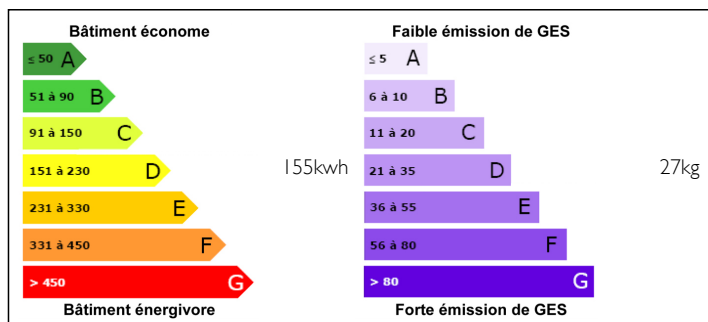 Bâtiment économe
≤ 50 A
51 à 90 B
91 à 150 C
151 à 230 D
231 à 330 E
331 à 450 F
> 450 G
Bâtiment énergivore
155kwh
Faible émission de GES
≤ 5 A
6 à 10 B
11 à 20 C
21 à 35 D
36 à 55 E
56 à 80 F
> 80 G
Forte émission de GES
27kg